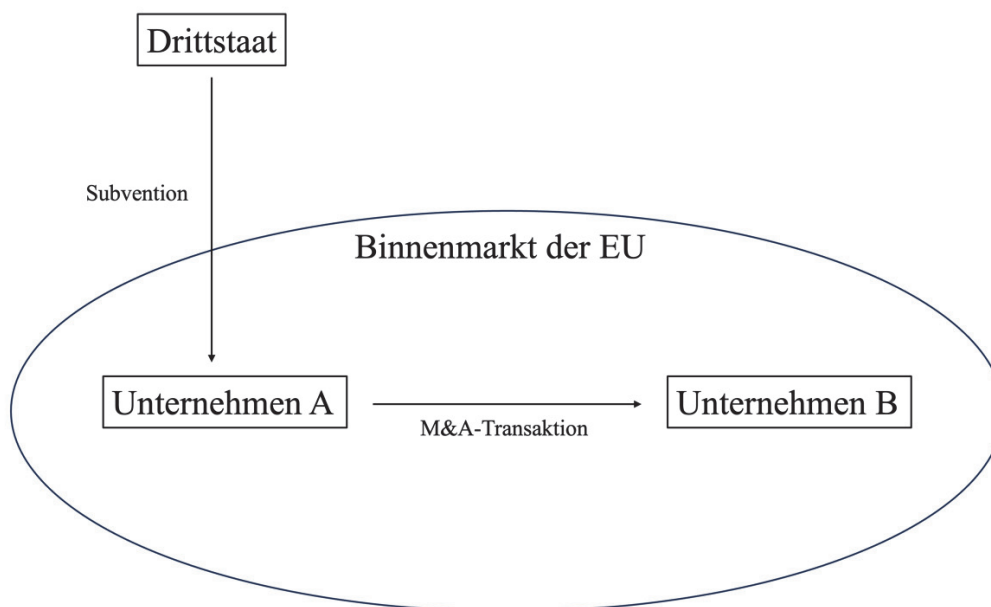 Drittstaat
Subvention
Binnenmarkt der EU
Unternehmen A
M&A-Transaktion
Unternehmen B